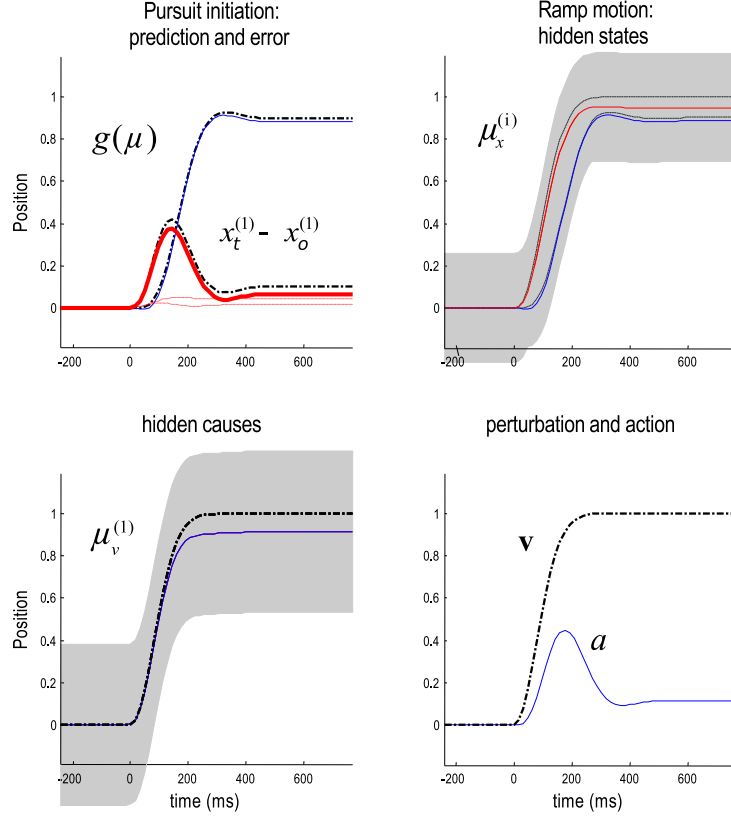 Pursuit initiation:
prediction and error
Position
1
0.8
0.6
0.4
0.2
0
g(μ)
x_t^(1) - x_o^(1)
-200 0 200 400 600
Ramp motion:
hidden states
1
0.8
0.6
0.4
0.2
0
μ_x^(i)
-200 0 200 400 600
hidden causes
Position
1
0.8
0.6
0.4
0.2
0
μ_v^(1)
-200 0 200 400 600
time (ms)
perturbation and action
1
0.8
0.6
0.4
0.2
0
v
a
-200 0 200 400 600
time (ms)